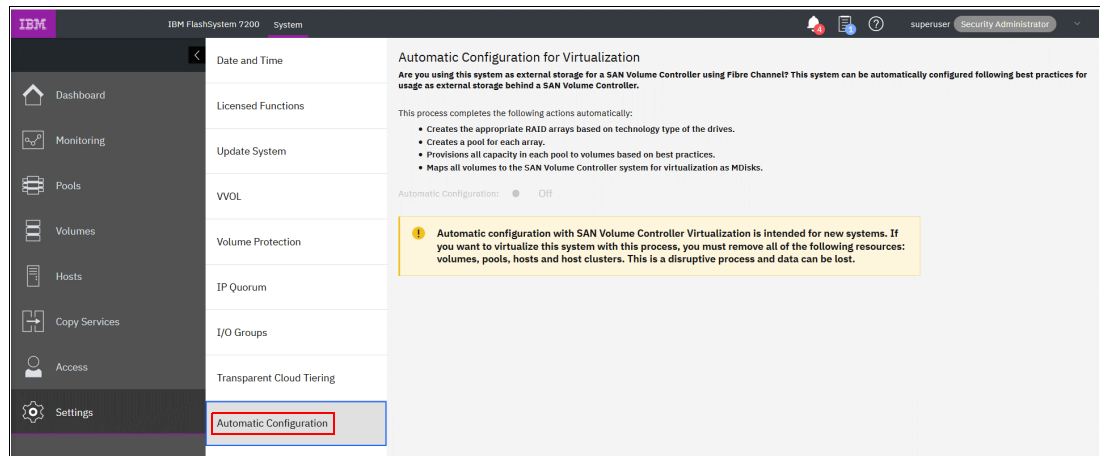 IBM
IBM FlashSystem 7200 System
4
1
?
superuser Security Administrator
Dashboard
Monitoring
Pools
Volumes
Hosts
Copy Services
Access
Settings
Date and Time
Licensed Functions
Update System
VVOL
Volume Protection
IP Quorum
I/O Groups
Transparent Cloud Tiering
Automatic Configuration
Automatic Configuration for Virtualization
Are you using this system as external storage for a SAN Volume Controller using Fibre Channel? This system can be automatically configured following best practices for
usage as external storage behind a SAN Volume Controller.
This process completes the following actions automatically:
• Creates the appropriate RAID arrays based on technology type of the drives.
• Creates a pool for each array.
• Provisions all capacity in each pool to volumes based on best practices.
• Maps all volumes to the SAN Volume Controller system for virtualization as MDisks.
Automatic Configuration: Off
! Automatic configuration with SAN Volume Controller Virtualization is intended for new systems. If
you want to virtualize this system with this process, you must remove all of the following resources:
volumes, pools, hosts and host clusters. This is a disruptive process and data can be lost.